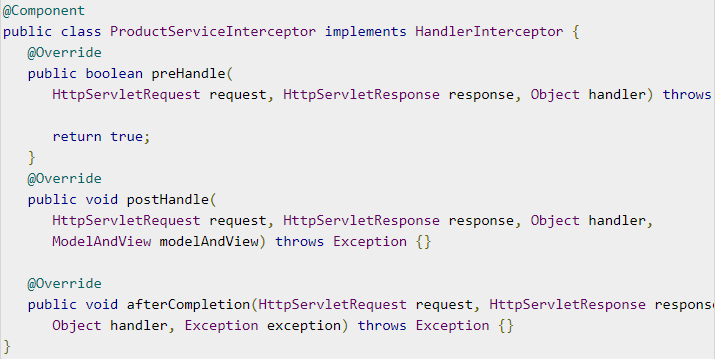 @Component
public class ProductServiceInterceptor implements HandlerInterceptor {
   @Override
   public boolean preHandle(
      HttpServletRequest request, HttpServletResponse response, Object handler) throws

      return true;
   }
   @Override
   public void postHandle(
      HttpServletRequest request, HttpServletResponse response, Object handler,
      ModelAndView modelAndView) throws Exception {}

   @Override
   public void afterCompletion(HttpServletRequest request, HttpServletResponse respons
      Object handler, Exception exception) throws Exception {}
}